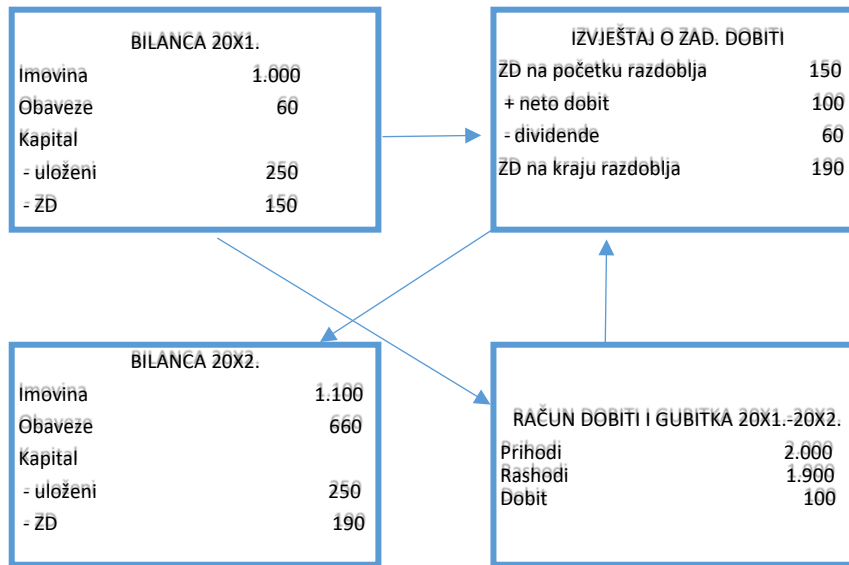 BILANCA 20X1.
Imovina 1.000
Obaveze 60
Kapital
- uloženi 250
- ZD 150
IZVJEŠTAJ O ZAD. DOBITI
ZD na početku razdoblja 150
+ neto dobit 100
- dividende 60
ZD na kraju razdoblja 190
BILANCA 20X2.
Imovina 1.100
Obaveze 660
Kapital
- uloženi 250
- ZD 190
RAČUN DOBITI I GUBITKA 20X1.-20X2.
Prihodi 2.000
Rashodi 1.900
Dobit 100